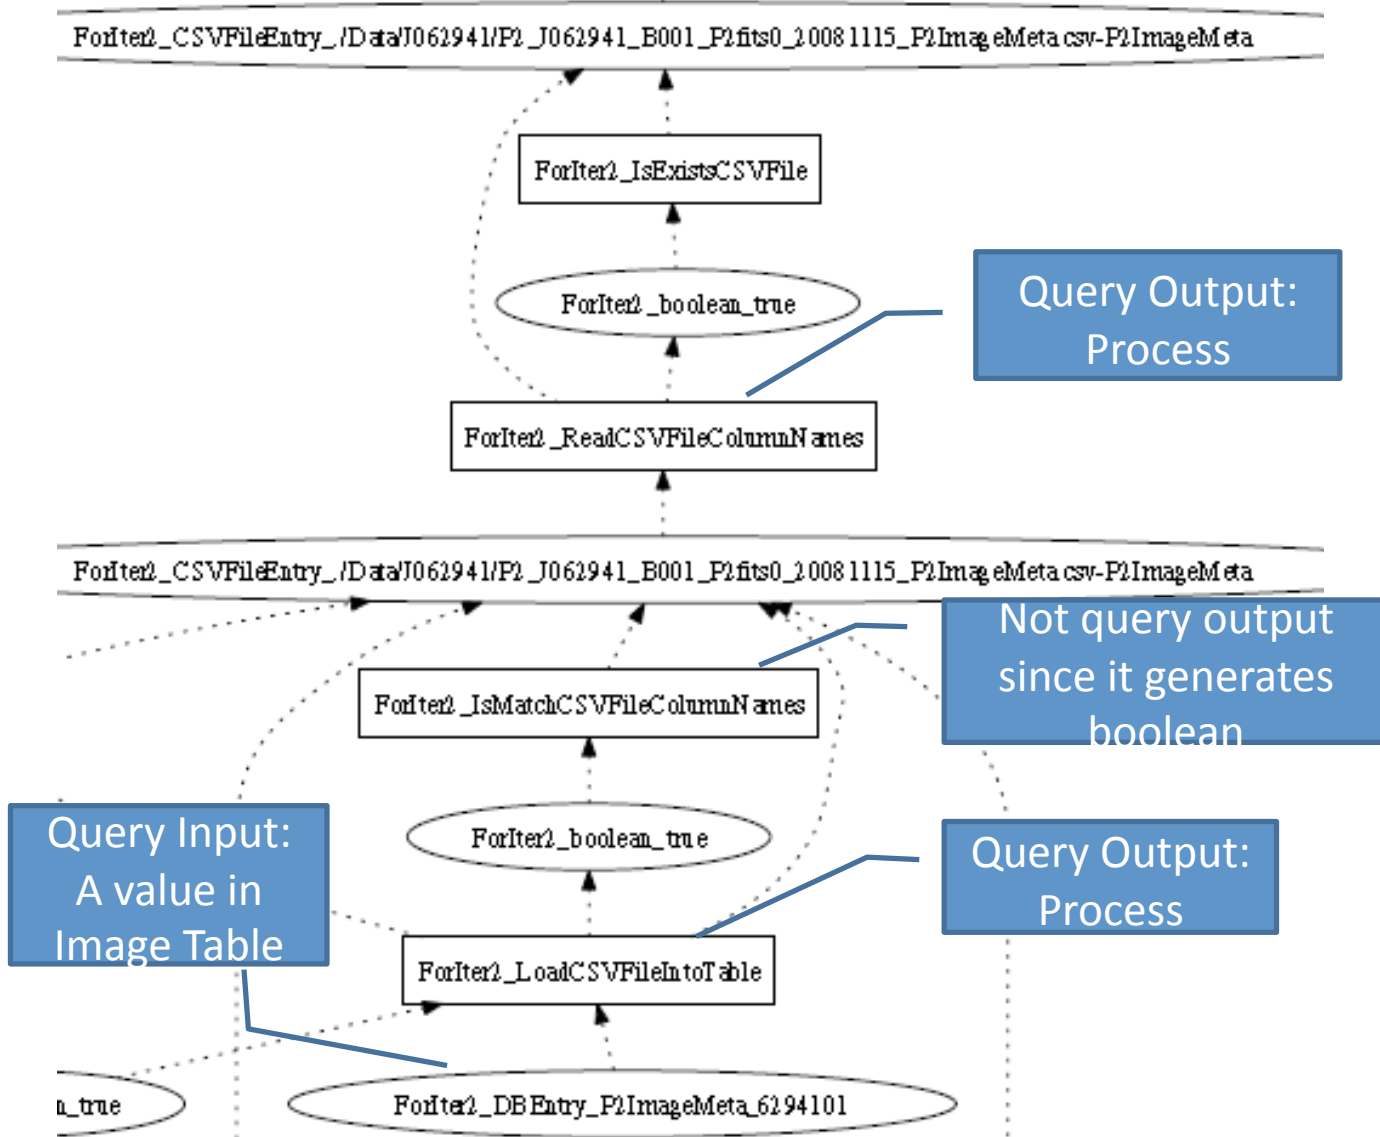 ForIter2_CSVFileEntry_/Data/J062941/P2_J062941_B001_P2fits0_20081115_P2ImageMeta.csv-P2ImageMeta
ForIter2_IsExistsCSVFile
ForIter2_boolean_true
Query Output:
Process
ForIter2_ReadCSVFileColumnNames
ForIter2_CSVFileEntry_/Data/J062941/P2_J062941_B001_P2fits0_20081115_P2ImageMeta.csv-P2ImageMeta
Not query output
since it generates
boolean
ForIter2_IsMatchCSVFileColumnNames
Query Input:
A value in
Image Table
ForIter2_boolean_true
Query Output:
Process
ForIter2_LoadCSVFileIntoTable
n_true
ForIter2_DBEntry_P2ImageMeta_6294101